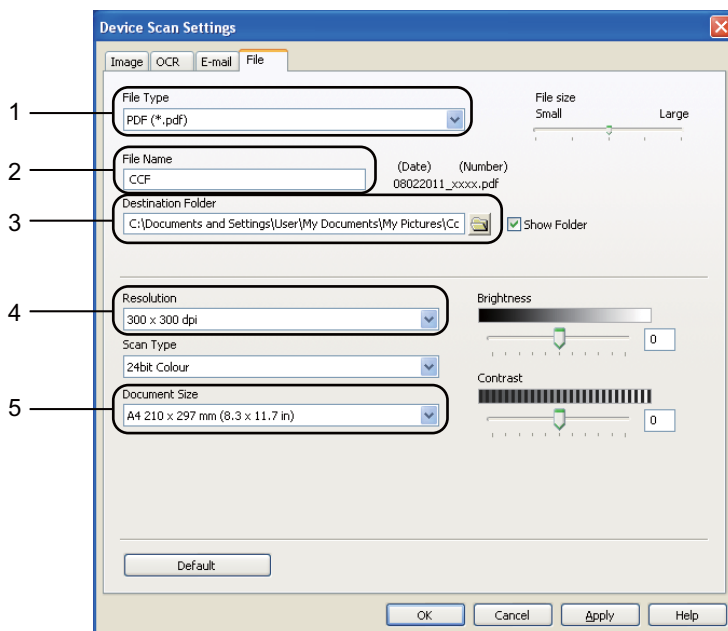 Device Scan Settings
Image OCR E-mail File
1
File Type
PDF (*.pdf)
File size
Small Large
2
File Name
CCF
(Date) (Number)
08022011_xxxx.pdf
3
Destination Folder
C:\Documents and Settings\User\My Documents\My Pictures\Cc
Show Folder
4
Resolution
300 x 300 dpi
Brightness
0
Scan Type
24bit Colour
Contrast
0
5
Document Size
A4 210 x 297 mm (8.3 x 11.7 in)
Default
OK Cancel Apply Help